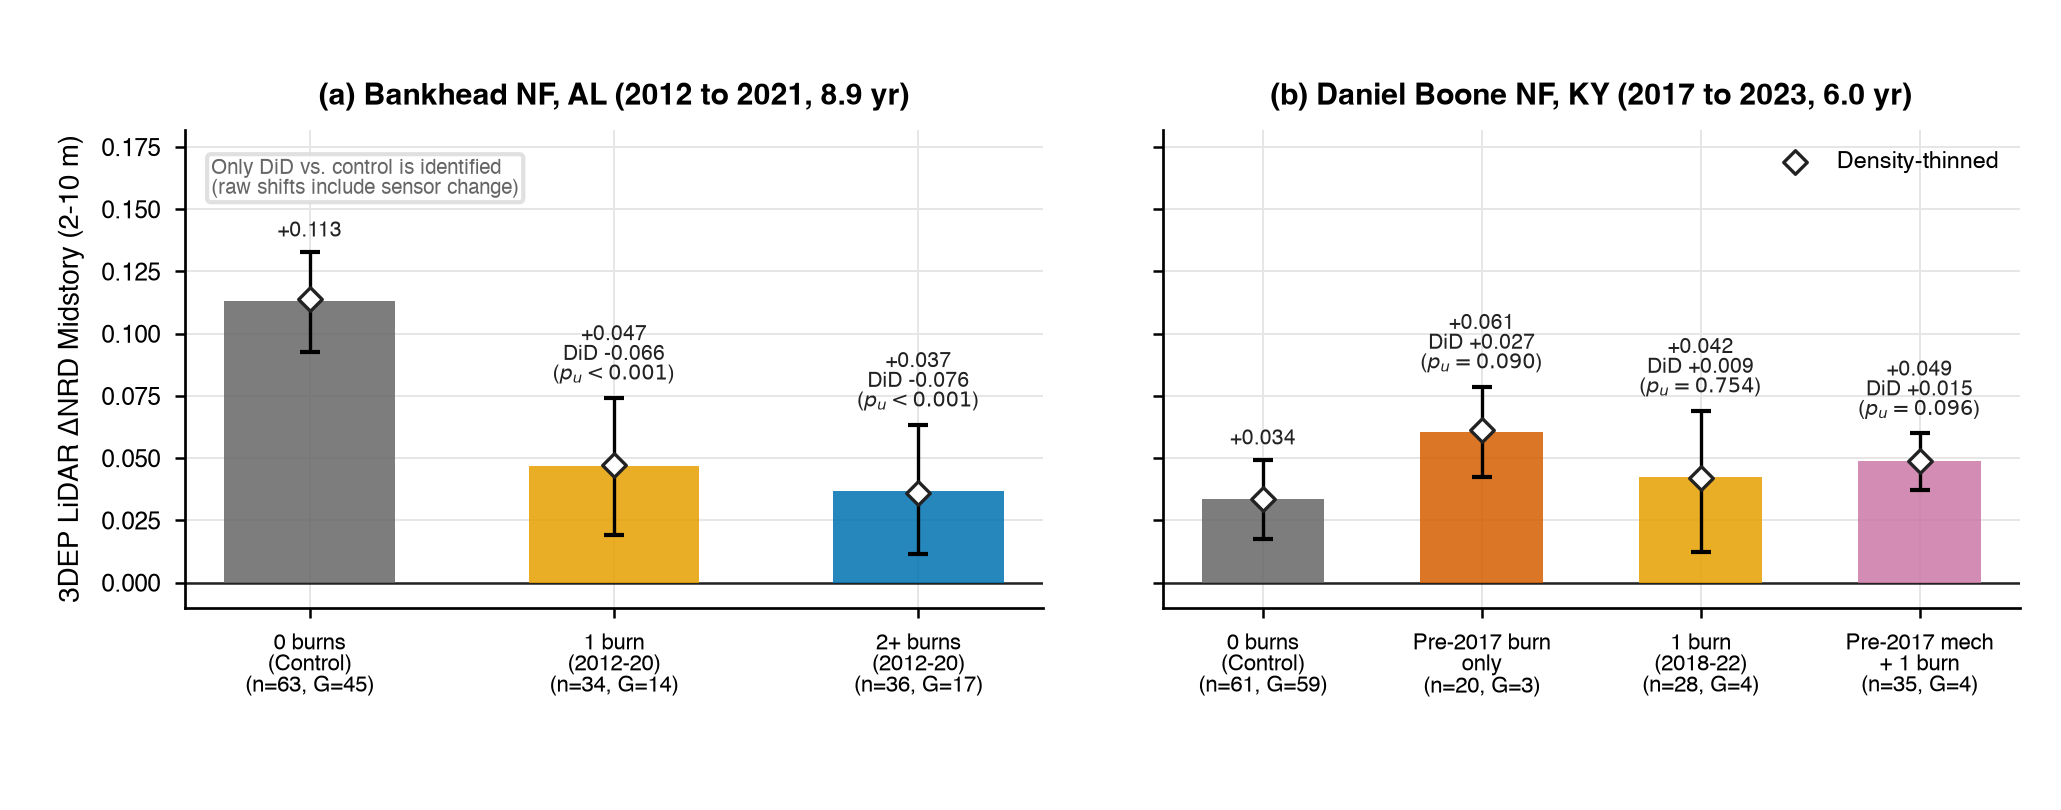 (a) Bankhead NF, AL (2012 to 2021, 8.9 yr)
3DEP LiDAR ΔNRD Midstory (2-10 m)
0.175
0.150
0.125
0.100
0.075
0.050
0.025
0.000
Only DiD vs. control is identified
(raw shifts include sensor change)
+0.113
+0.047
DiD -0.066
(pᵤ < 0.001)
+0.037
DiD -0.076
(pᵤ < 0.001)
0 burns
(Control)
(n=63, G=45)
1 burn
(2012-20)
(n=34, G=14)
2+ burns
(2012-20)
(n=36, G=17)
(b) Daniel Boone NF, KY (2017 to 2023, 6.0 yr)
Density-thinned
+0.034
+0.061
DiD +0.027
(pᵤ = 0.090)
+0.042
DiD +0.009
(pᵤ = 0.754)
+0.049
DiD +0.015
(pᵤ = 0.096)
0 burns
(Control)
(n=61, G=59)
Pre-2017 burn
only
(n=20, G=3)
1 burn
(2018-22)
(n=28, G=4)
Pre-2017 mech
+ 1 burn
(n=35, G=4)